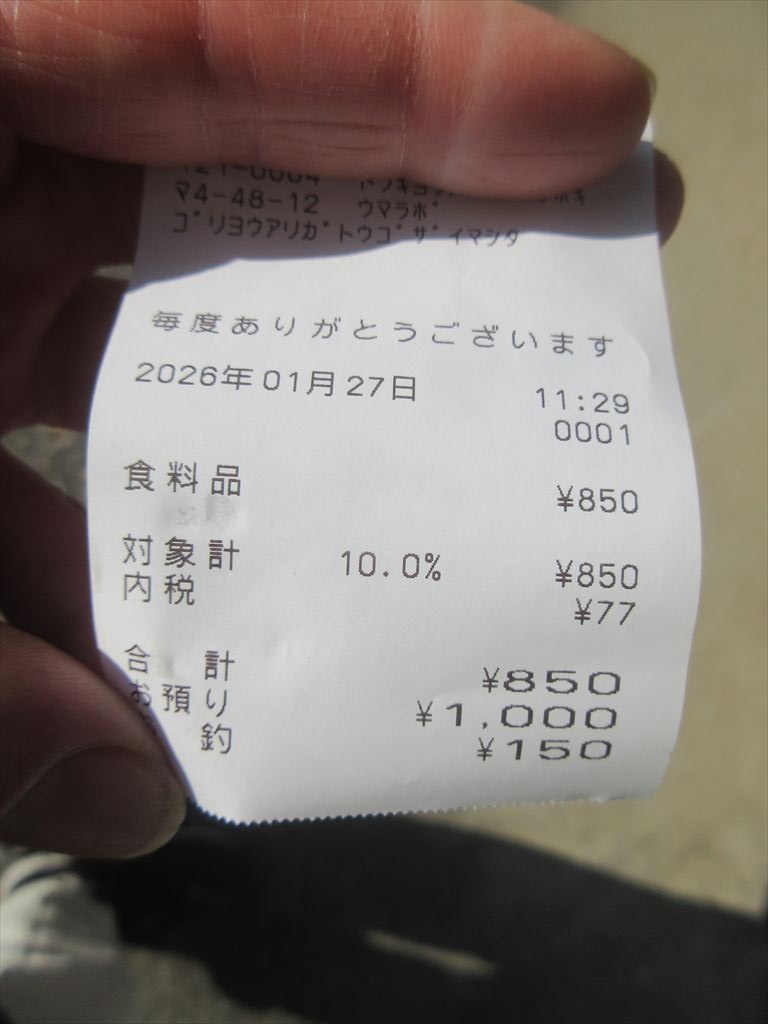 マ4-48-12 ウマラボ
ゴリヨウアリガトウゴザイマシタ
毎度ありがとうございます
2026年01月27日 11:29
0001
食料品 ¥850
対象計 10.0% ¥850
内税 ¥77
合計 ¥850
お預り ¥1,000
釣 ¥150